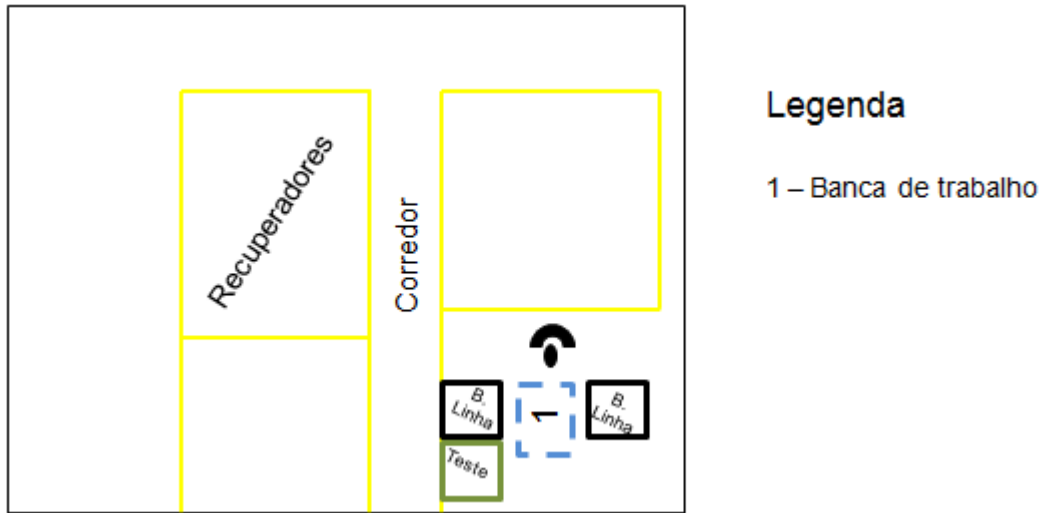 Recuperadores
Corredor
B.
Linha
1
B.
Linha
Teste
Legenda
1 – Banca de trabalho